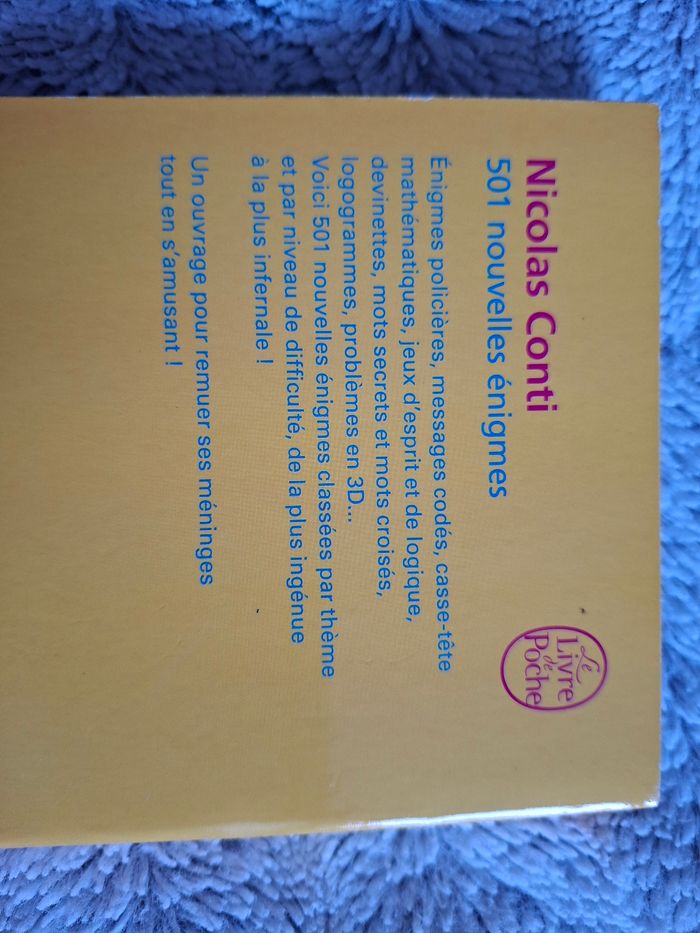 Nicolas Conti
501 nouvelles énigmes
Le
Livre
de
Poche
Énigmes policières, messages codés, casse-tête
mathématiques, jeux d'esprit et de logique,
devinettes, mots secrets et mots croisés,
logogrammes, problèmes en 3D...
Voici 501 nouvelles énigmes classées par thème
et par niveau de difficulté, de la plus ingénue
à la plus infernale !
Un ouvrage pour remuer ses méninges
tout en s'amusant !